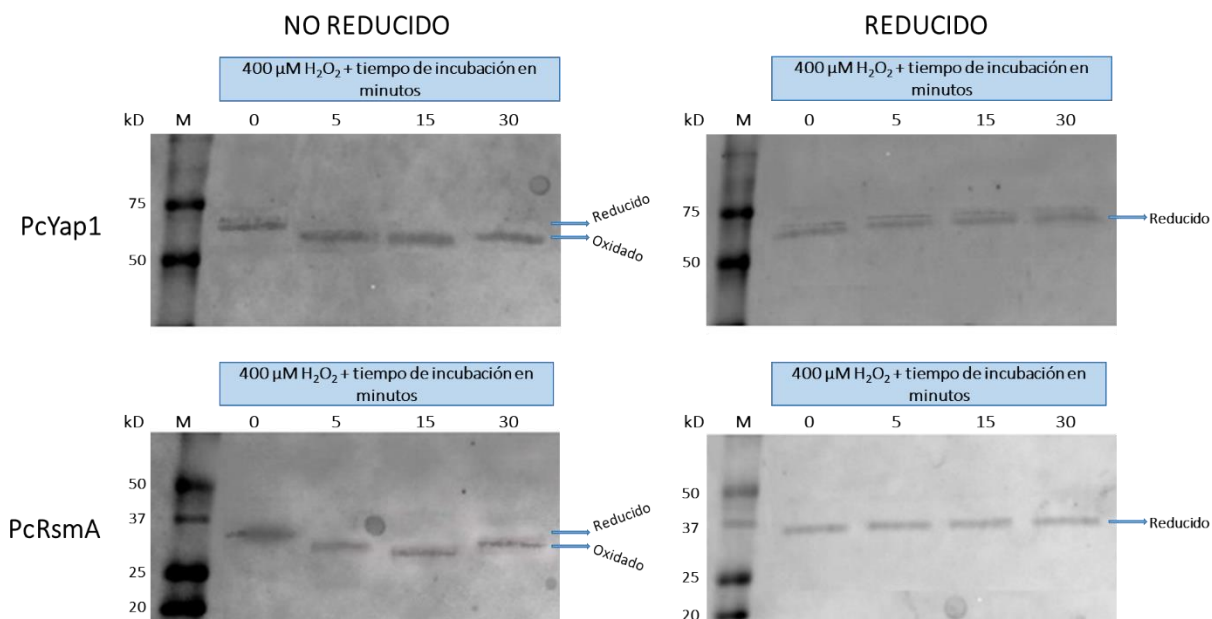 NO REDUCIDO
REDUCIDO
400 µM H₂O₂ + tiempo de incubación en
minutos
400 µM H₂O₂ + tiempo de incubación en
minutos
kD M 0 5 15 30
kD M 0 5 15 30
PcYap1
75
50
Reducido
Oxidado
75
50
Reducido
400 µM H₂O₂ + tiempo de incubación en
minutos
400 µM H₂O₂ + tiempo de incubación en
minutos
kD M 0 5 15 30
kD M 0 5 15 30
PcRsmA
50
37
25
20
Reducido
Oxidado
50
37
25
20
Reducido